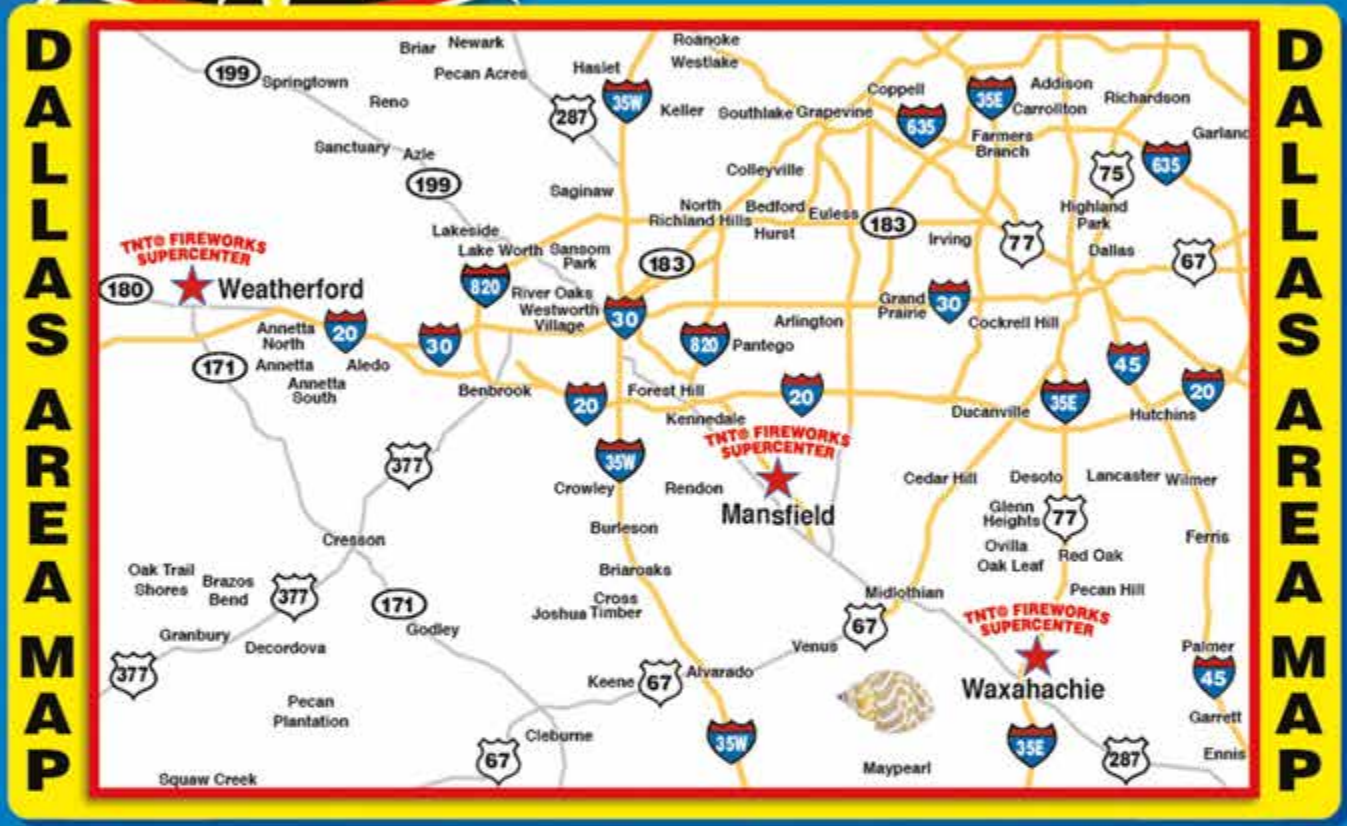 DALLAS AREA MAP
DALLAS AREA MAP
Roanoke
Westlake
Briar
Newark
Pecan Acres
Haslet
199
Springtown
Reno
287
35W
Keller
Southlake
Grapevine
Coppell
635
35E
Addison
Carrollton
Richardson
Farmers
Branch
Garland
635
75
Sanctuary
Azle
199
Saginaw
Colleyville
North
Richland Hills
Bedford
Euless
Hurst
183
Irving
77
Highland
Park
Dallas
67
Lakeside
Lake Worth
Sansom
Park
183
TNT® FIREWORKS
SUPERCENTER
180
Weatherford
820
River Oaks
Westworth
Village
30
Grand
Prairie
30
Cockrell Hill
Arlington
820
Pantego
Annetta
North
20
30
171
Annetta
Aledo
Annetta
South
Benbrook
20
Forest Hill
20
Kennedale
Ducanville
35E
45
20
Hutchins
TNT® FIREWORKS
SUPERCENTER
Mansfield
377
35W
Crowley
Rendon
Cedar Hill
Desoto
Lancaster
Wilmer
Glenn
Heights
77
Burleson
Cresson
Ovilla
Oak Leaf
Red Oak
Ferris
Oak Trail
Shores
Brazos
Bend
377
171
Briaroaks
Cross
Timber
Joshua
Midlothian
Pecan Hill
TNT® FIREWORKS
SUPERCENTER
Waxahachie
67
Venus
Granbury
Decordova
Godley
377
Keene
67
Alvarado
Palmer
45
Pecan
Plantation
Garrett
Cleburne
67
35W
35E
287
Ennis
Maypearl
Squaw Creek